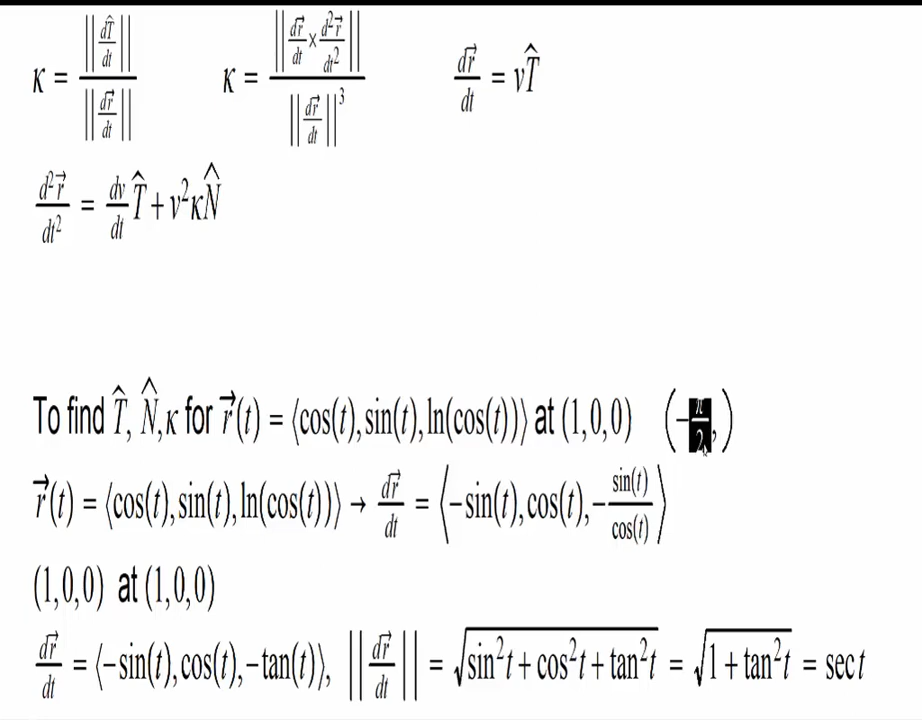 κ = ||dT̂/dt|| / ||dr⃗/dt||   κ = ||dr⃗/dt × d²r⃗/dt²|| / ||dr⃗/dt||³   dr⃗/dt = vT̂
d²r⃗/dt² = dv/dt T̂ + v²κN̂
To find T̂, N̂, κ for r⃗(t) = ⟨cos(t), sin(t), ln(cos(t))⟩ at (1,0,0)   (−π/2, )
r⃗(t) = ⟨cos(t), sin(t), ln(cos(t))⟩ → dr⃗/dt = ⟨−sin(t), cos(t), −sin(t)/cos(t)⟩
(1,0,0) at (1,0,0)
dr⃗/dt = ⟨−sin(t), cos(t), −tan(t)⟩, ||dr⃗/dt|| = √(sin²t + cos²t + tan²t) = √(1 + tan²t) = sec t